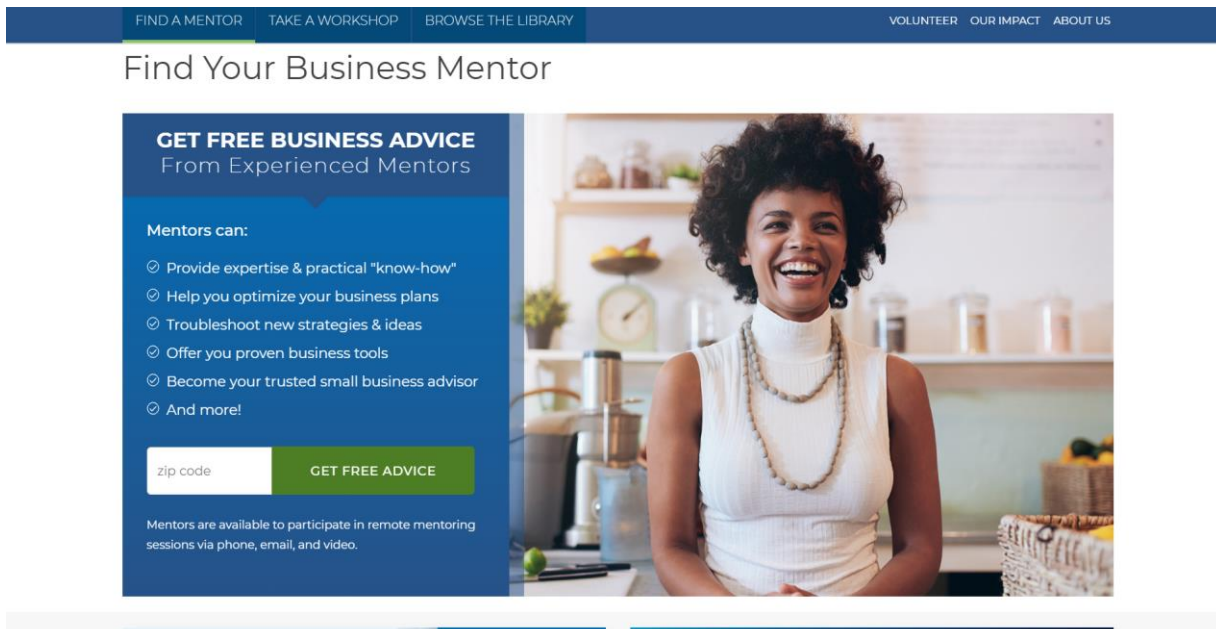 FIND A MENTOR TAKE A WORKSHOP BROWSE THE LIBRARY VOLUNTEER OUR IMPACT ABOUT US
Find Your Business Mentor
GET FREE BUSINESS ADVICE
From Experienced Mentors
Mentors can:
Provide expertise & practical "know-how"
Help you optimize your business plans
Troubleshoot new strategies & ideas
Offer you proven business tools
Become your trusted small business advisor
And more!
zip code GET FREE ADVICE
Mentors are available to participate in remote mentoring
sessions via phone, email, and video.